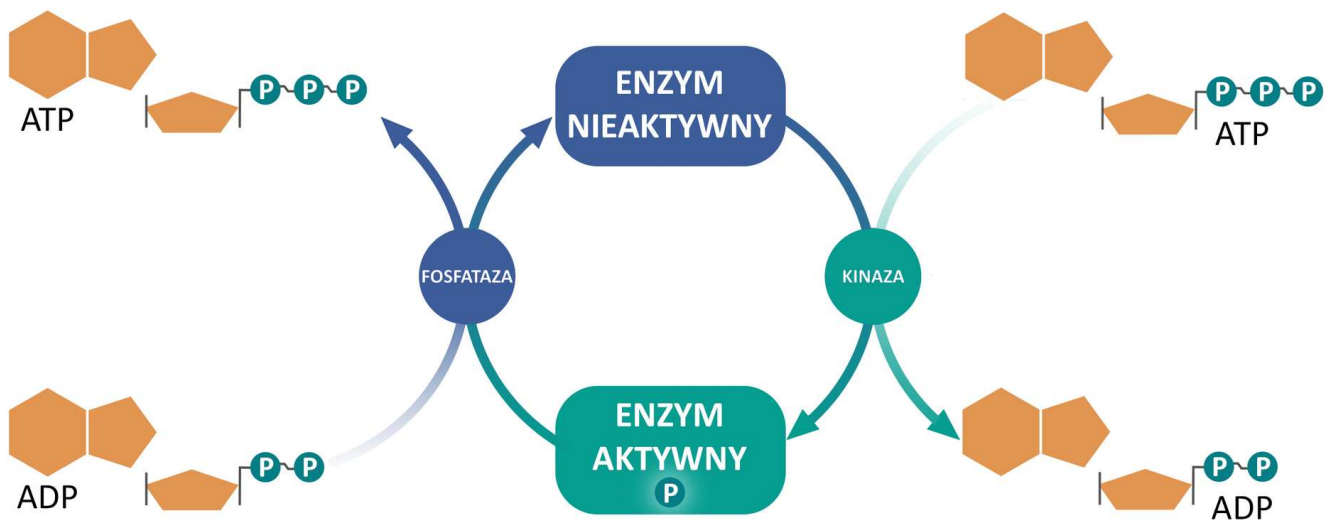 P P P
ATP
ENZYM
NIEAKTYWNY
P P P
ATP
FOSFATAZA
KINAZA
P P
ADP
ENZYM
AKTYWNY
P
P P
ADP